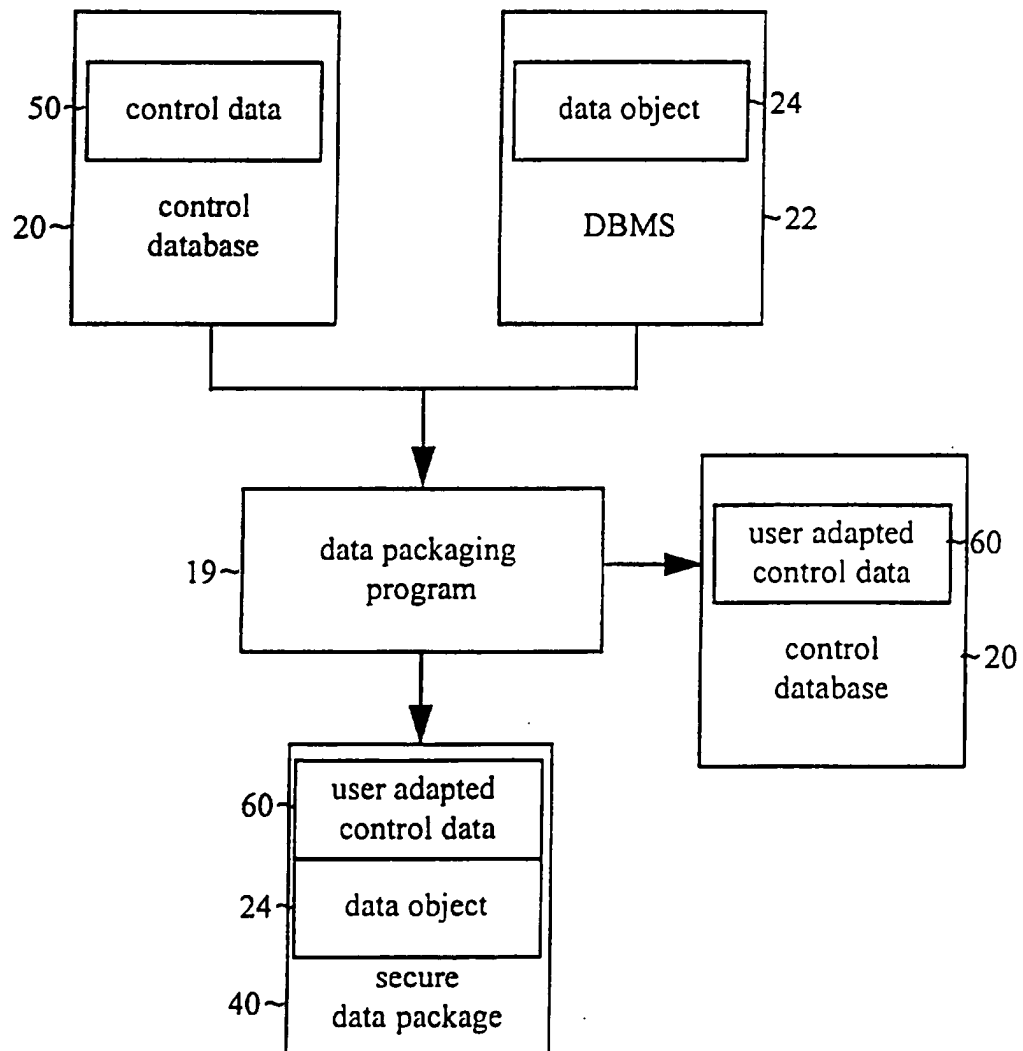 50 control data
data object 24
20 control
database
DBMS 22
19 data packaging
program
user adapted 60
control data
control 20
database
60 user adapted
control data
24 data object
secure
40 data package